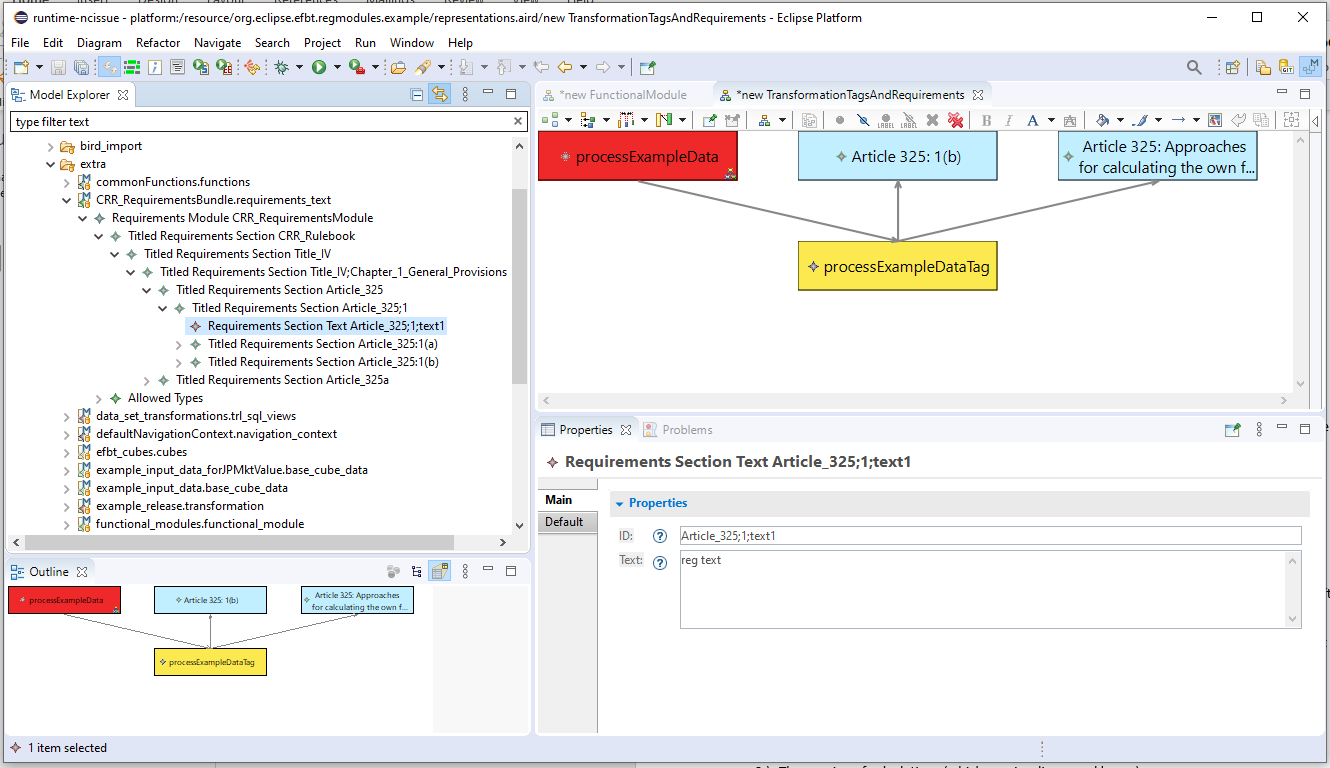 runtime-ncissue - platform:/resource/org.eclipse.efbt.regmodules.example/representations.aird/new TransformationTagsAndRequirements - Eclipse Platform
File Edit Diagram Refactor Navigate Search Project Run Window Help
Model Explorer
type filter text
bird_import
extra
commonFunctions.functions
CRR_RequirementsBundle.requirements_text
Requirements Module CRR_RequirementsModule
Titled Requirements Section CRR_Rulebook
Titled Requirements Section Title_IV
Titled Requirements Section Title_IV;Chapter_1_General_Provisions
Titled Requirements Section Article_325
Titled Requirements Section Article_325;1
Requirements Section Text Article_325;1;text1
Titled Requirements Section Article_325:1(a)
Titled Requirements Section Article_325:1(b)
Titled Requirements Section Article_325a
Allowed Types
data_set_transformations.trl_sql_views
defaultNavigationContext.navigation_context
efbt_cubes.cubes
example_input_data_forJPMktValue.base_cube_data
example_input_data.base_cube_data
example_release.transformation
functional_modules.functional_module
*new FunctionalModule
*new TransformationTagsAndRequirements
processExampleData
Article 325: 1(b)
Article 325: Approaches
for calculating the own f...
processExampleDataTag
Properties
Problems
Requirements Section Text Article_325;1;text1
Main
Default
Properties
ID:
Article_325;1;text1
Text:
reg text
Outline
processExampleData
Article 325: 1(b)
Article 325: Approaches
for calculating the own f...
processExampleDataTag
1 item selected